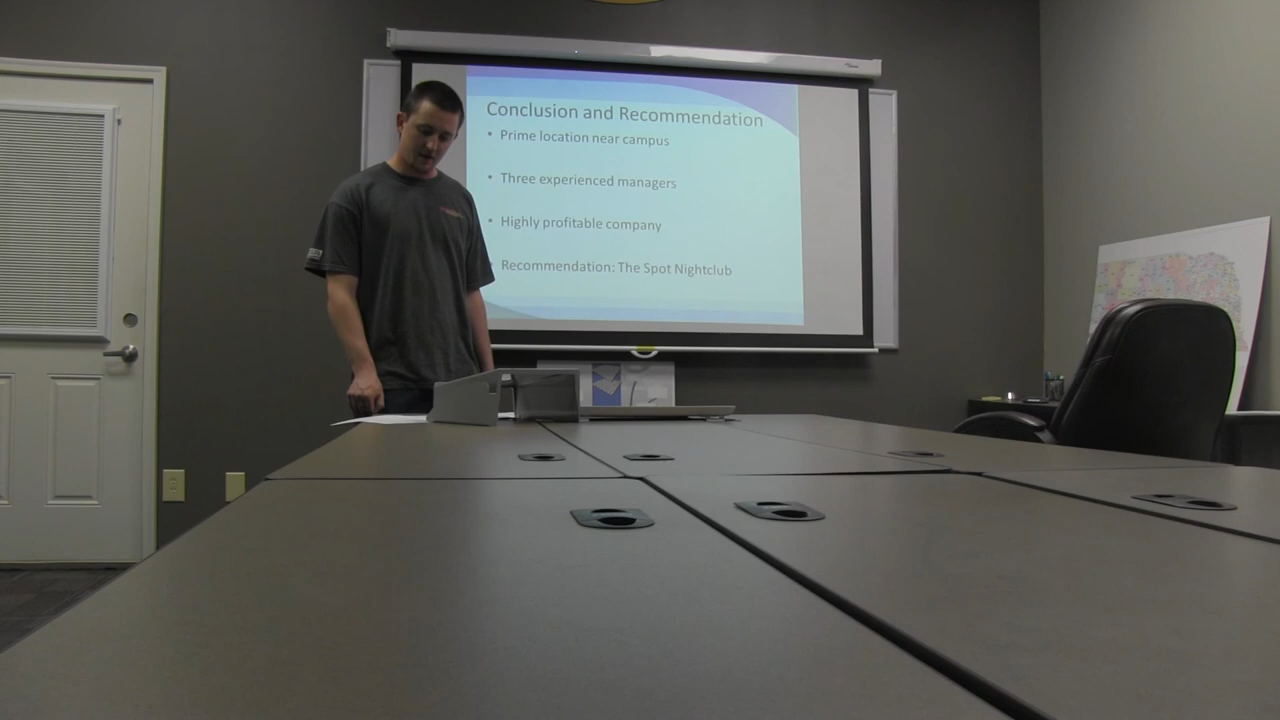 Conclusion and Recommendation
• Prime location near campus
• Three experienced managers
• Highly profitable company
• Recommendation: The Spot Nightclub